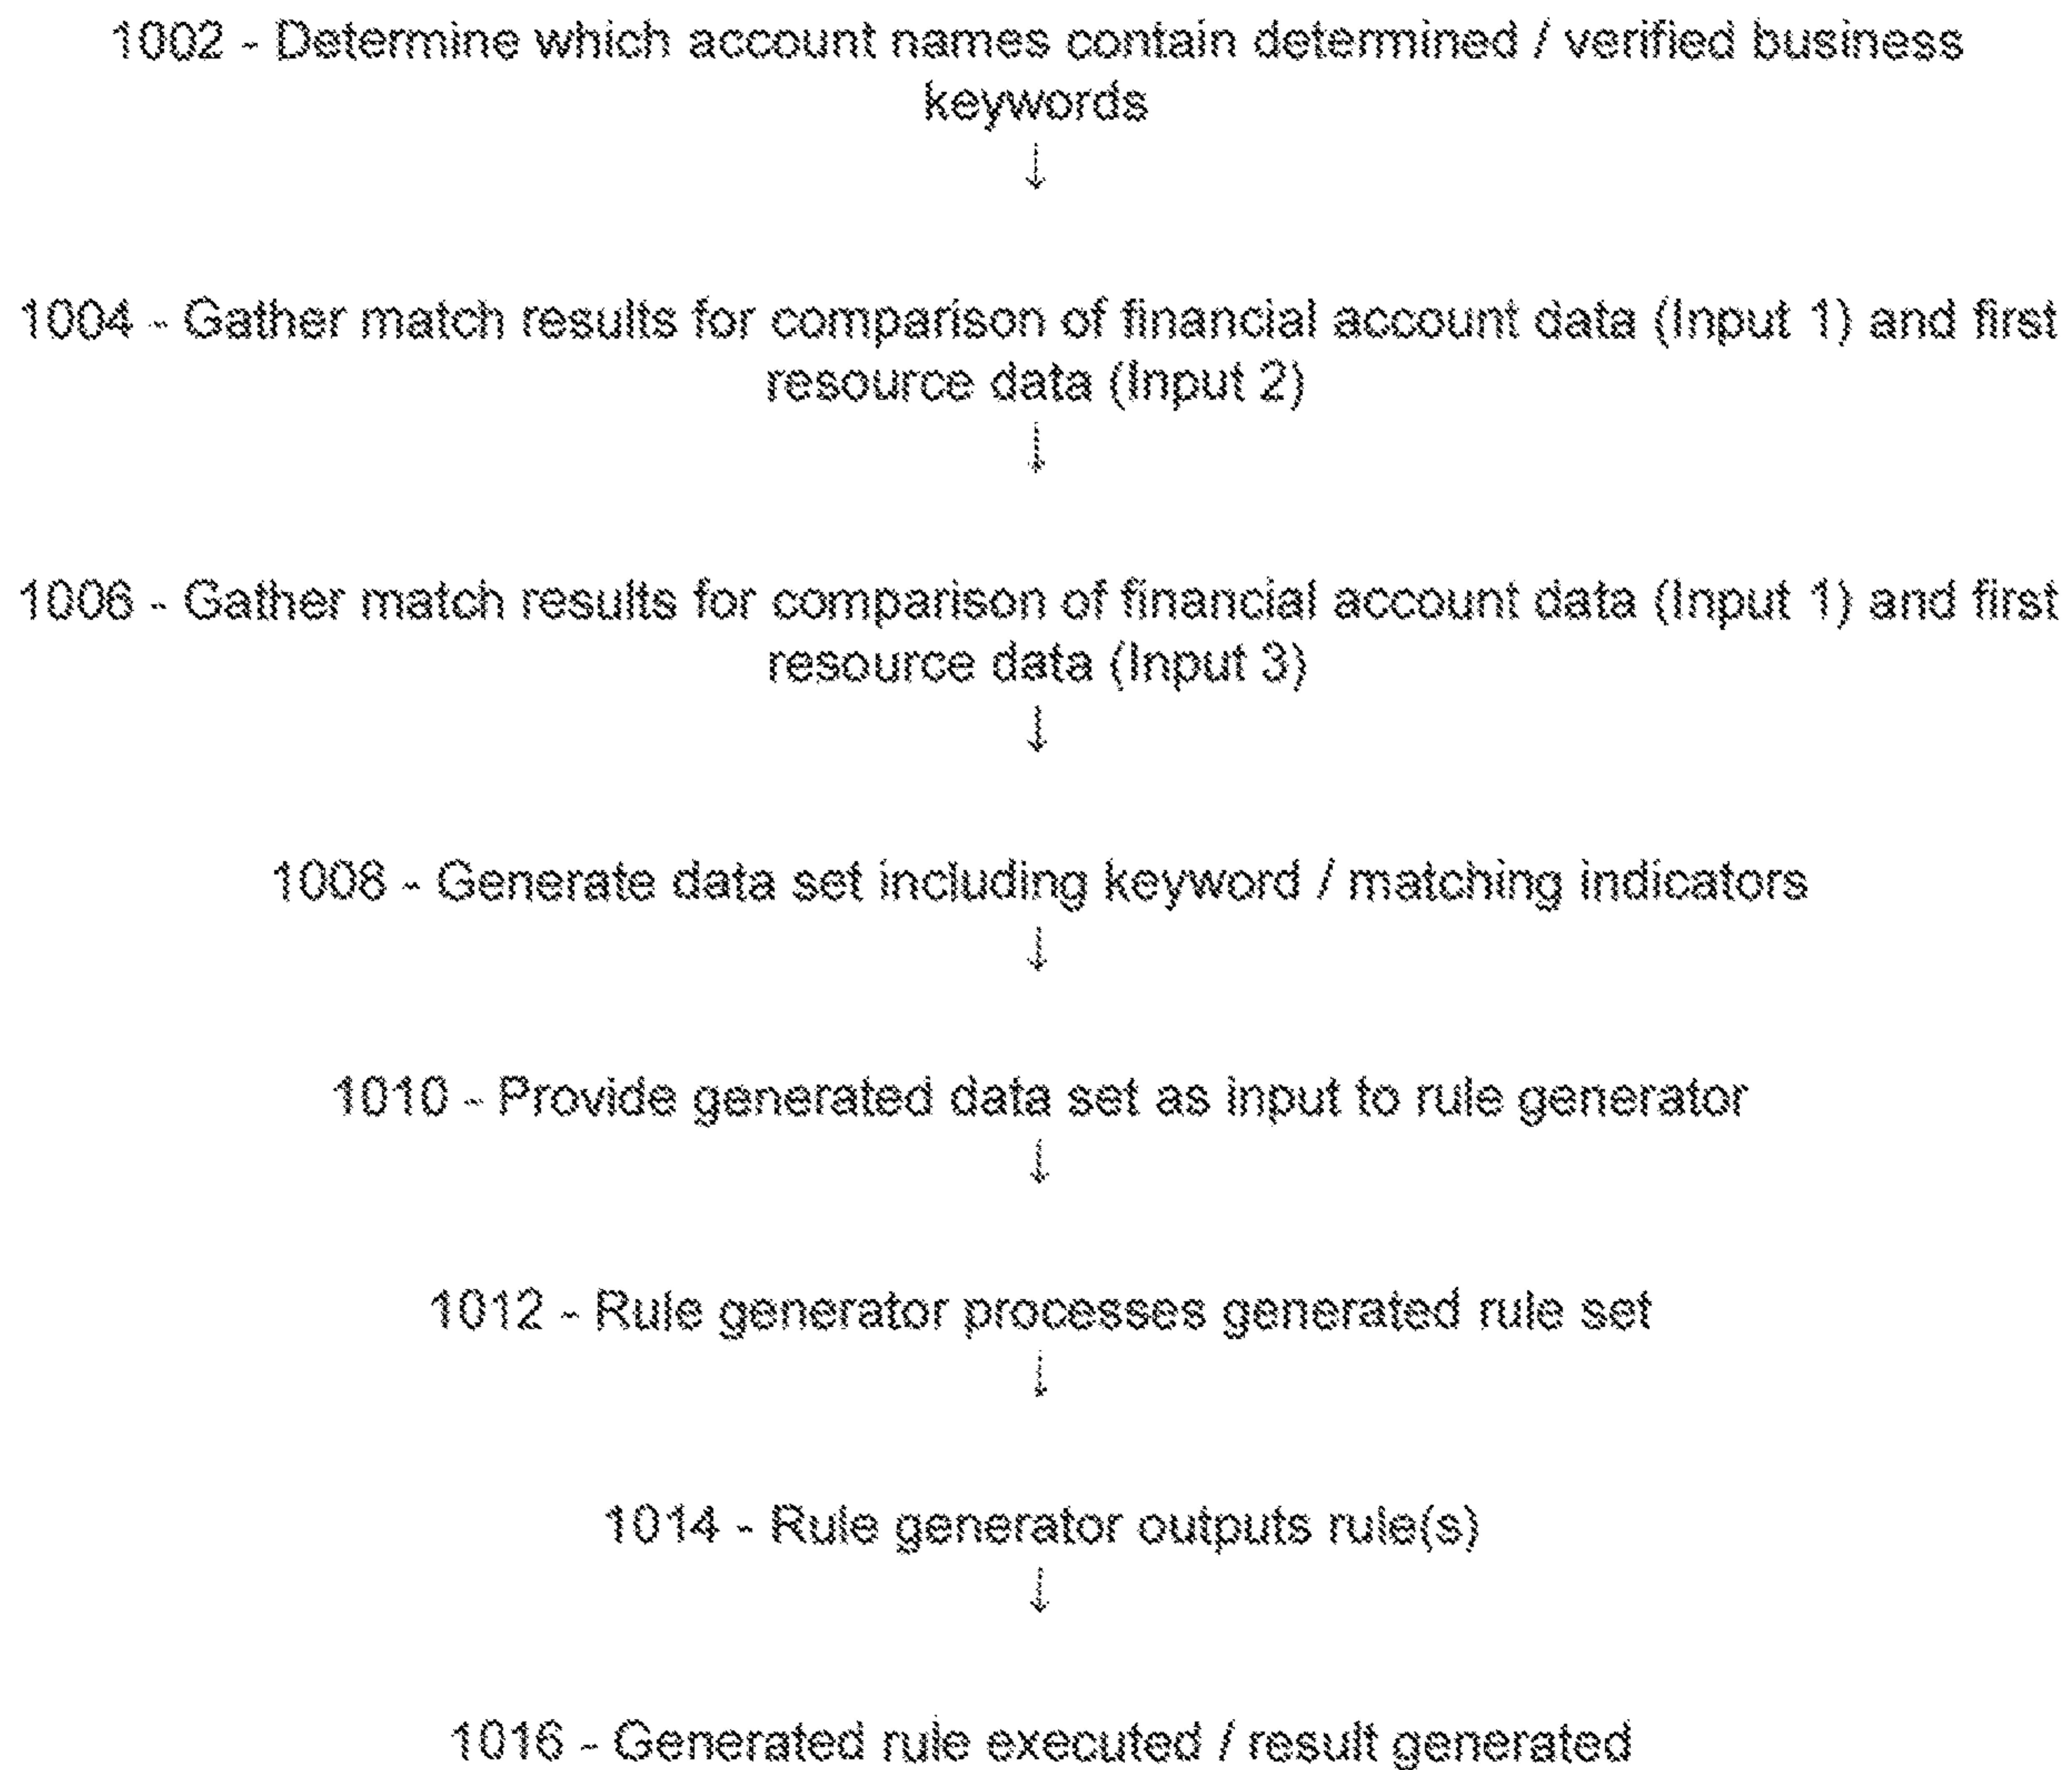 1002 - Determine which account names contain determined / verified business
keywords
↓
1004 - Gather match results for comparison of financial account data (Input 1) and first
resource data (Input 2)
↓
1006 - Gather match results for comparison of financial account data (Input 1) and first
resource data (Input 3)
↓
1008 - Generate data set including keyword / matching indicators
↓
1010 - Provide generated data set as input to rule generator
↓
1012 - Rule generator processes generated rule set
↓
1014 - Rule generator outputs rule(s)
↓
1016 - Generated rule executed / result generated